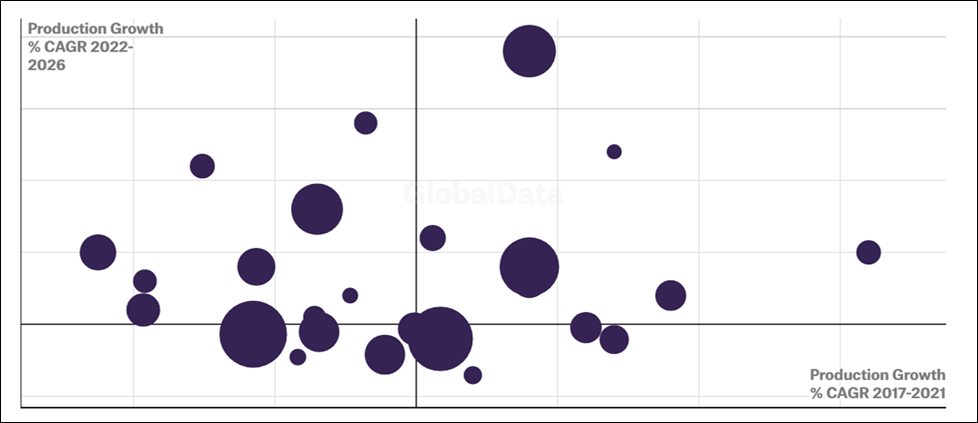 Production Growth
% CAGR 2022-
2026
GlobalData
Production Growth
% CAGR 2017-2021